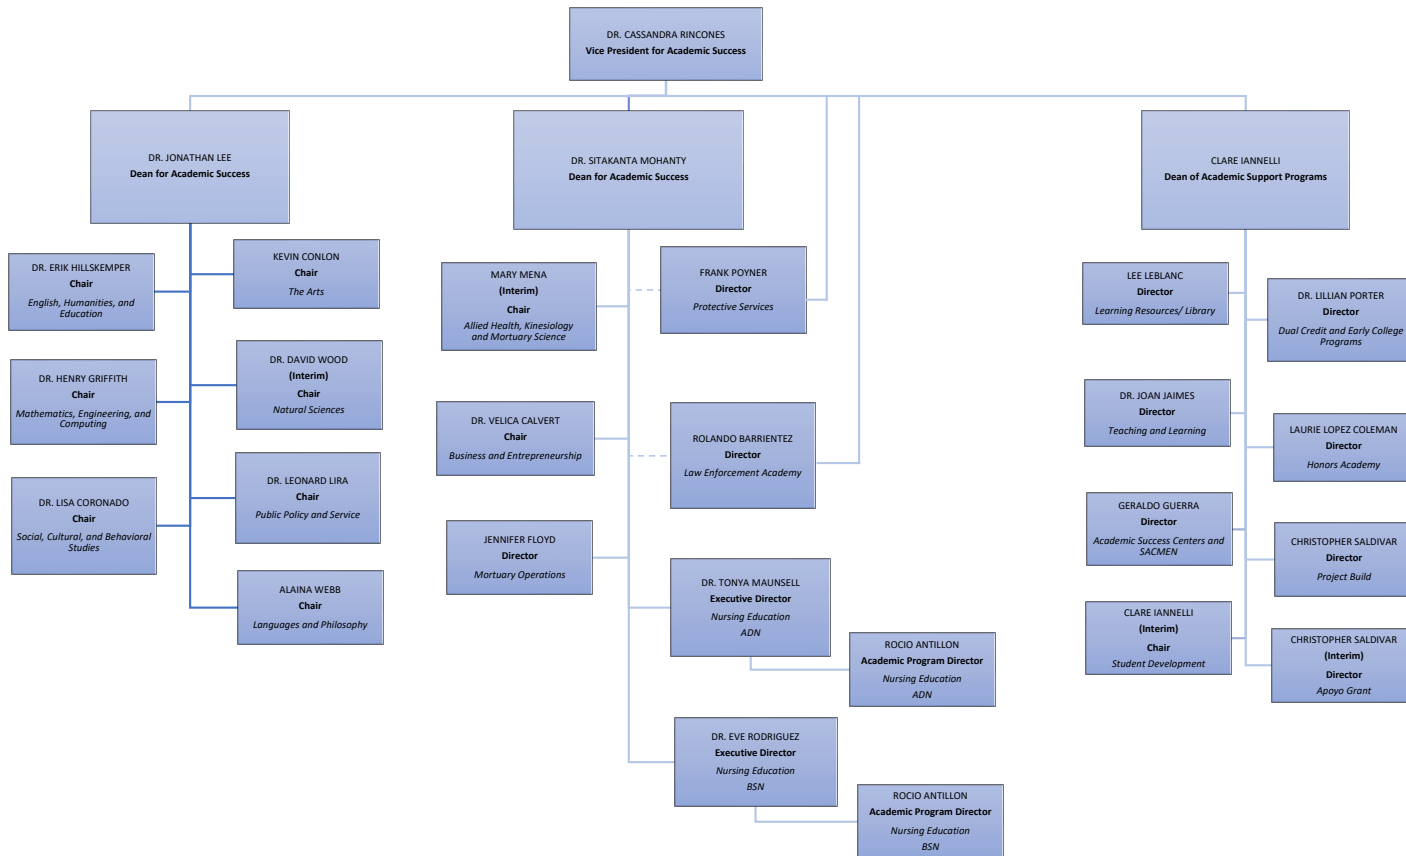 DR. CASSANDRA RINCONES
Vice President for Academic Success
DR. JONATHAN LEE
Dean for Academic Success
DR. ERIK HILLSKEMPER
Chair
English, Humanities, and
Education
KEVIN CONLON
Chair
The Arts
DR. HENRY GRIFFITH
Chair
Mathematics, Engineering, and
Computing
DR. DAVID WOOD
(Interim)
Chair
Natural Sciences
DR. LISA CORONADO
Chair
Social, Cultural, and Behavioral
Studies
DR. LEONARD LIRA
Chair
Public Policy and Service
ALAINA WEBB
Chair
Languages and Philosophy
DR. SITAKANTA MOHANTY
Dean for Academic Success
MARY MENA
(Interim)
Chair
Allied Health, Kinesiology
and Mortuary Science
FRANK POYNER
Director
Protective Services
DR. VELICA CALVERT
Chair
Business and Entrepreneurship
ROLANDO BARRIENTEZ
Director
Law Enforcement Academy
JENNIFER FLOYD
Director
Mortuary Operations
DR. TONYA MAUNSELL
Executive Director
Nursing Education
ADN
ROCIO ANTILLON
Academic Program Director
Nursing Education
ADN
DR. EVE RODRIGUEZ
Executive Director
Nursing Education
BSN
ROCIO ANTILLON
Academic Program Director
Nursing Education
BSN
CLARE IANNELLI
Dean of Academic Support Programs
LEE LEBLANC
Director
Learning Resources/ Library
DR. LILLIAN PORTER
Director
Dual Credit and Early College
Programs
DR. JOAN JAIMES
Director
Teaching and Learning
LAURIE LOPEZ COLEMAN
Director
Honors Academy
GERALDO GUERRA
Director
Academic Success Centers and
SACMEN
CHRISTOPHER SALDIVAR
Director
Project Build
CLARE IANNELLI
(Interim)
Chair
Student Development
CHRISTOPHER SALDIVAR
(Interim)
Director
Apoyo Grant